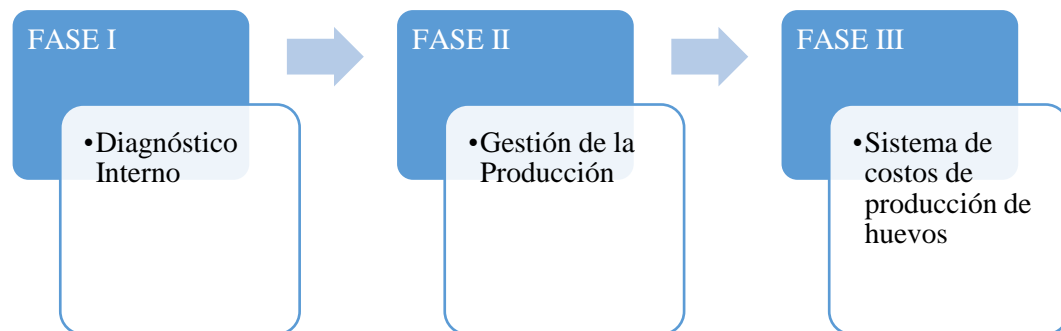 FASE I
•Diagnóstico
Interno
FASE II
•Gestión de la
Producción
FASE III
•Sistema de
costos de
producción de
huevos